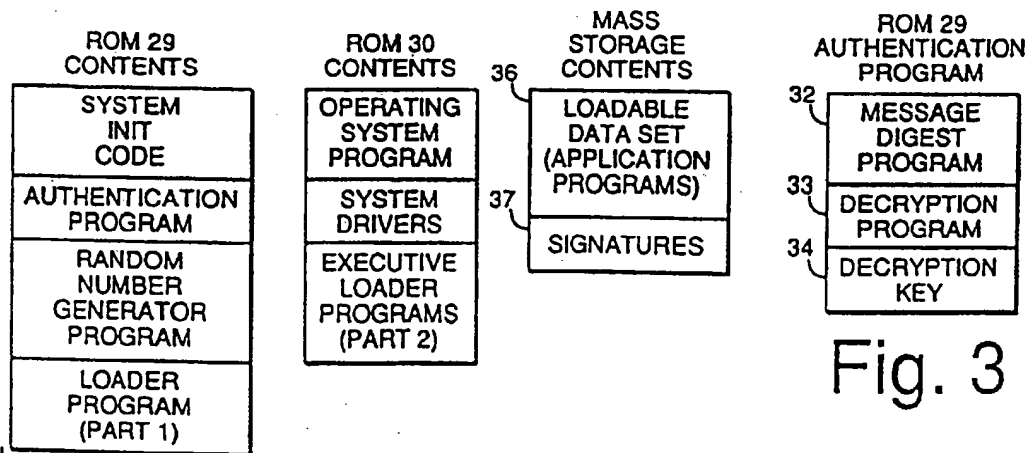 ROM 29
CONTENTS
SYSTEM
INIT
CODE
AUTHENTICATION
PROGRAM
RANDOM
NUMBER
GENERATOR
PROGRAM
LOADER
PROGRAM
(PART 1)
ROM 30
CONTENTS
OPERATING
SYSTEM
PROGRAM
SYSTEM
DRIVERS
EXECUTIVE
LOADER
PROGRAMS
(PART 2)
MASS
STORAGE
CONTENTS
36
LOADABLE
DATA SET
(APPLICATION
PROGRAMS)
37
SIGNATURES
ROM 29
AUTHENTICATION
PROGRAM
32
MESSAGE
DIGEST
PROGRAM
33
DECRYPTION
PROGRAM
34
DECRYPTION
KEY
Fig. 3